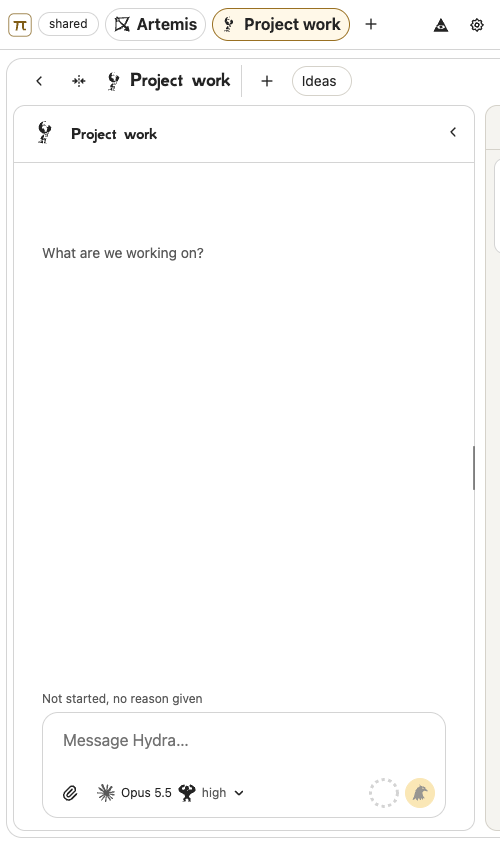 π
shared
Artemis
Project work
Project work
Ideas
Project work
What are we working on?
Not started, no reason given
Message Hydra...
Opus 5.5
high